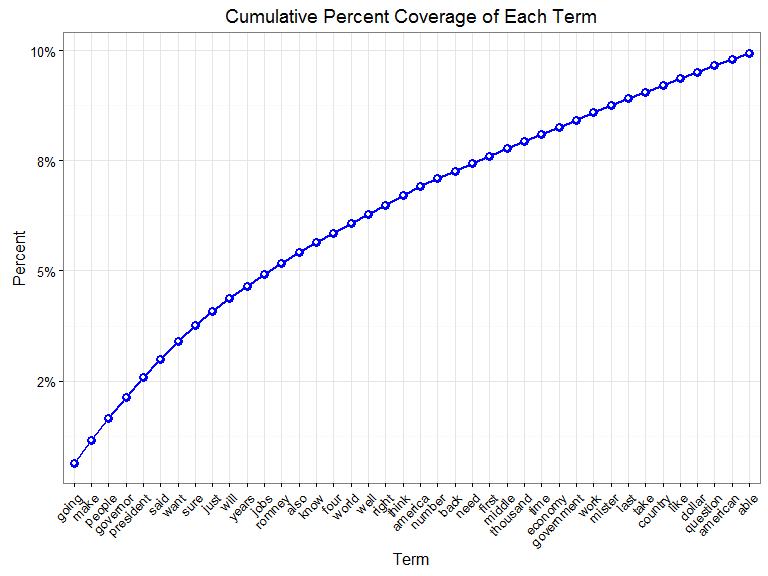 Cumulative Percent Coverage of Each Term
10%
8%
5%
2%
Percent
going
make
people
governor
president
said
want
sure
just
will
years
jobs
romney
also
know
four
world
well
right
think
america
number
back
need
first
middle
thousand
time
economy
government
work
mister
last
take
country
like
dollar
question
american
able
Term